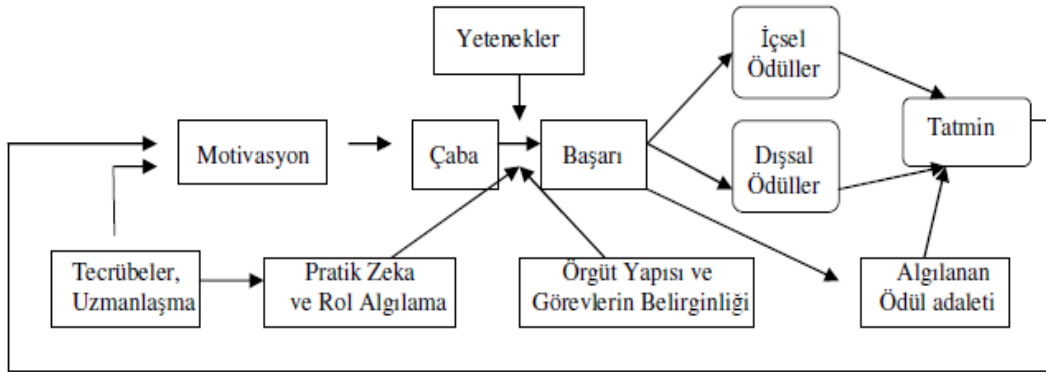 Yetenekler
İçsel
Ödüller
Motivasyon
Çaba
Başarı
Dışsal
Ödüller
Tatmin
Tecrübeler,
Uzmanlaşma
Pratik Zeka
ve Rol Algılama
Örgüt Yapısı ve
Görevlerin Belirginliği
Algılanan
Ödül adaleti